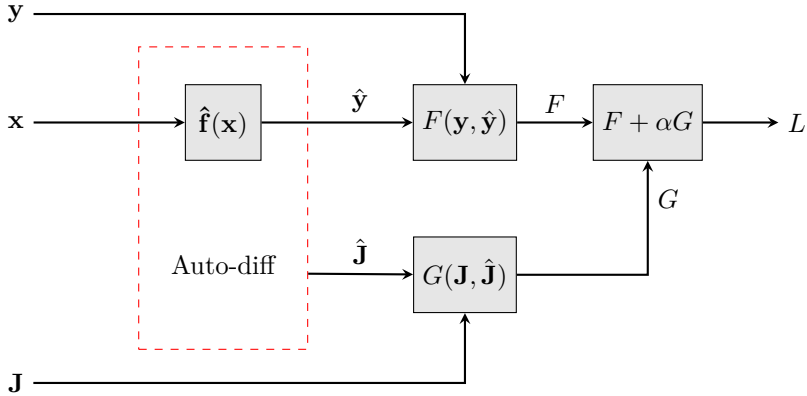 y
x
f̂(x)
ŷ
F(y, ŷ)
F
F + αG
L
G
Auto-diff
Ĵ
G(J, Ĵ)
J